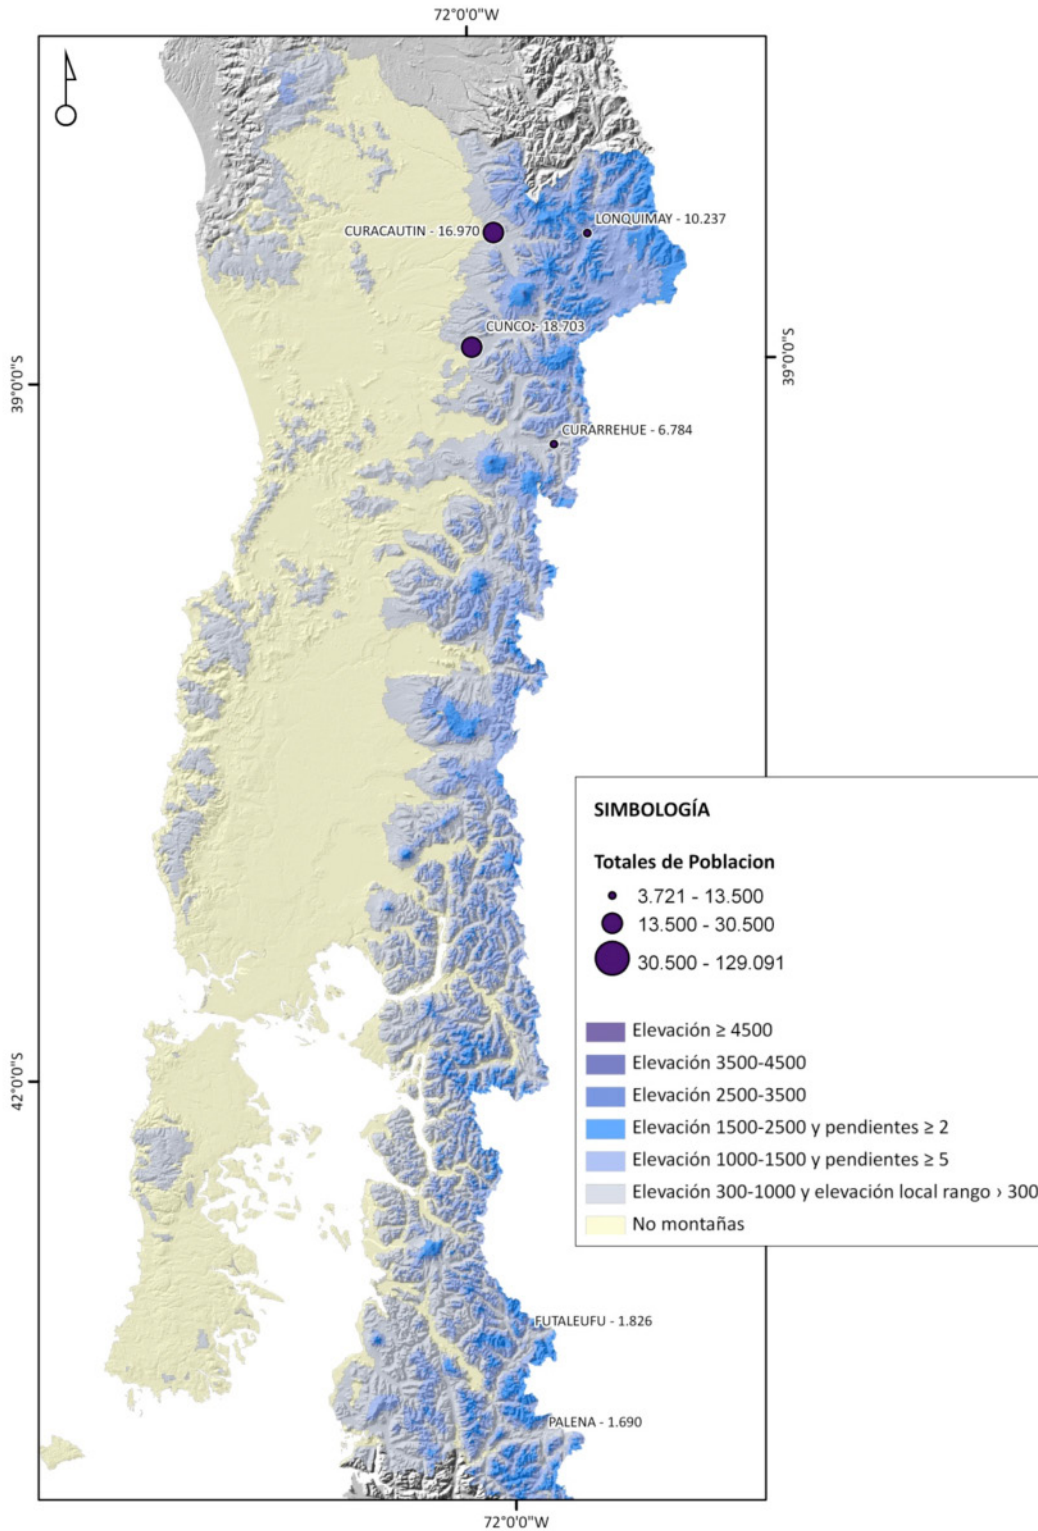 72°0'0"W
LONQUIMAY - 10.237
CURACAUTIN - 16.970
CUNCO - 18.703
39°0'0"S
39°0'0"S
CURARREHUE - 6.784
SIMBOLOGÍA
Totales de Poblacion
3.721 - 13.500
13.500 - 30.500
30.500 - 129.091
Elevación ≥ 4500
Elevación 3500-4500
Elevación 2500-3500
Elevación 1500-2500 y pendientes ≥ 2
Elevación 1000-1500 y pendientes ≥ 5
Elevación 300-1000 y elevación local rango › 300
No montañas
42°0'0"S
FUTALEUFU - 1.826
PALENA - 1.690
72°0'0"W